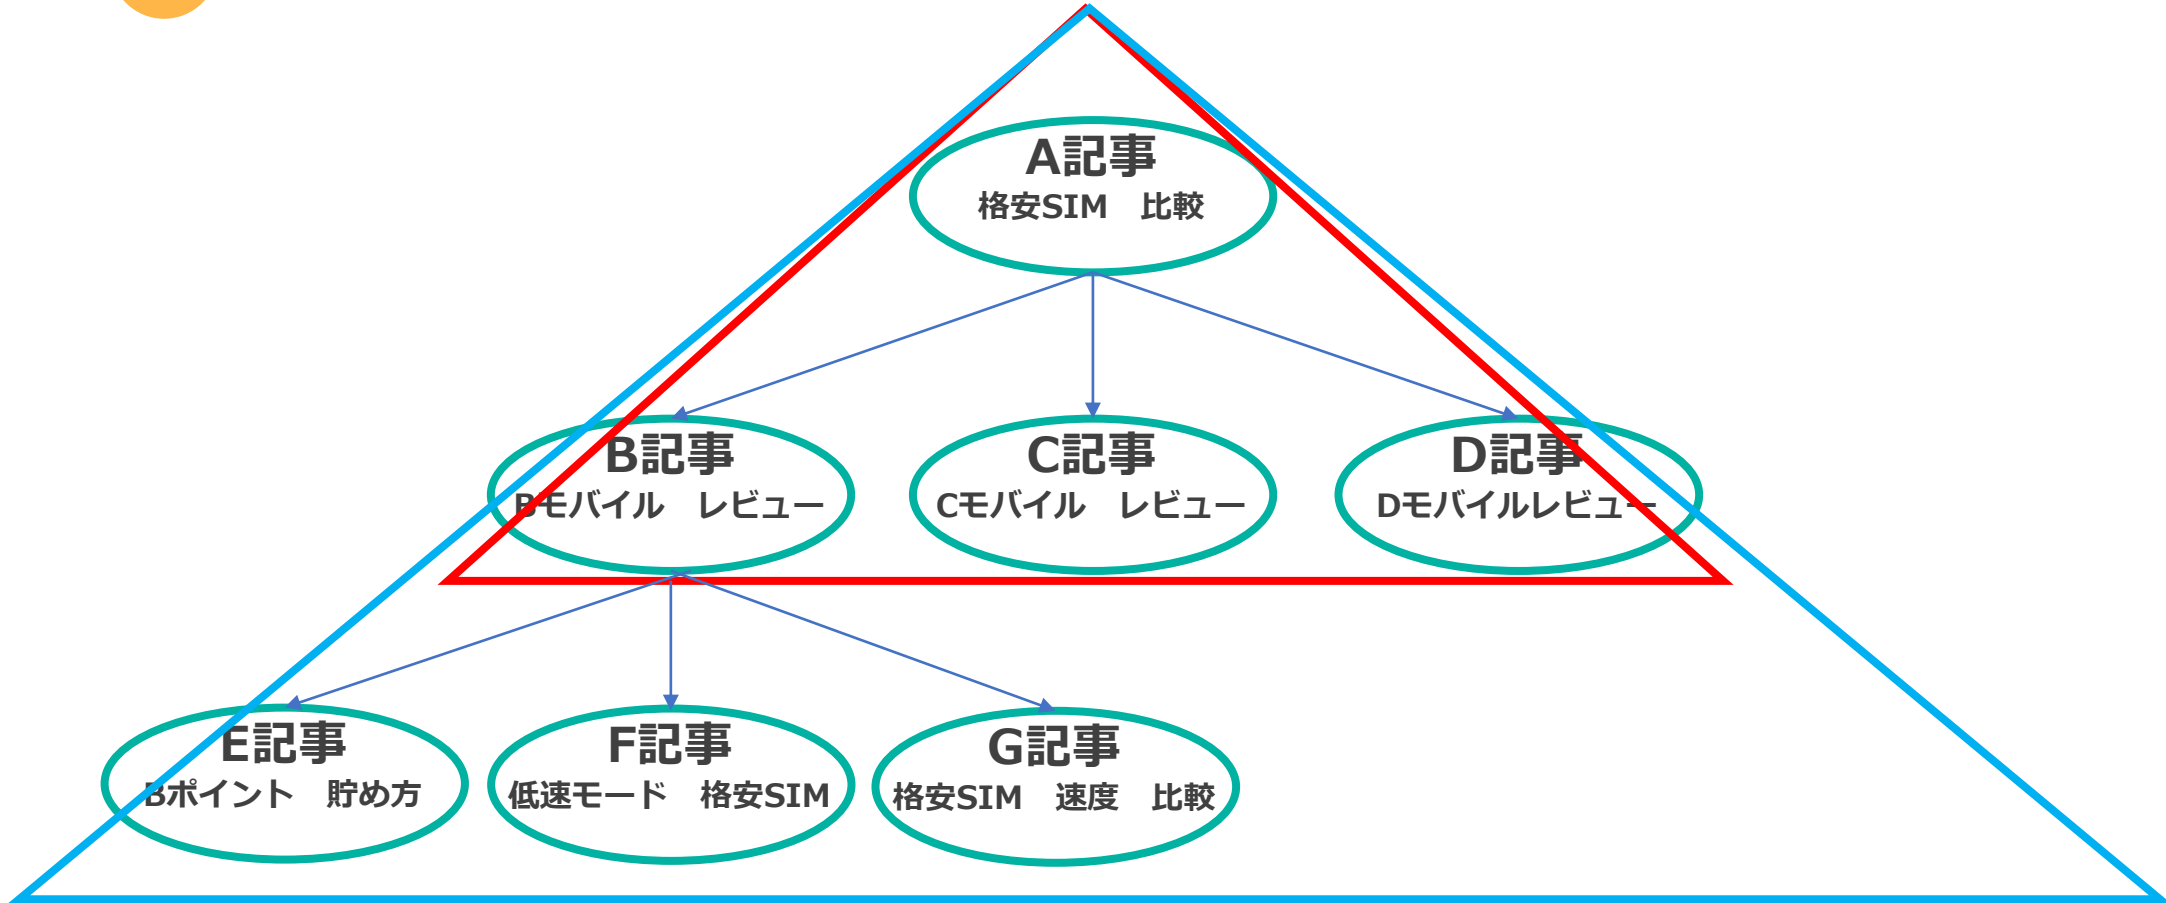 A記事
格安SIM　比較
B記事
Bモバイル　レビュー
C記事
Cモバイル　レビュー
D記事
Dモバイルレビュー
E記事
Bポイント　貯め方
F記事
低速モード　格安SIM
G記事
格安SIM　速度　比較